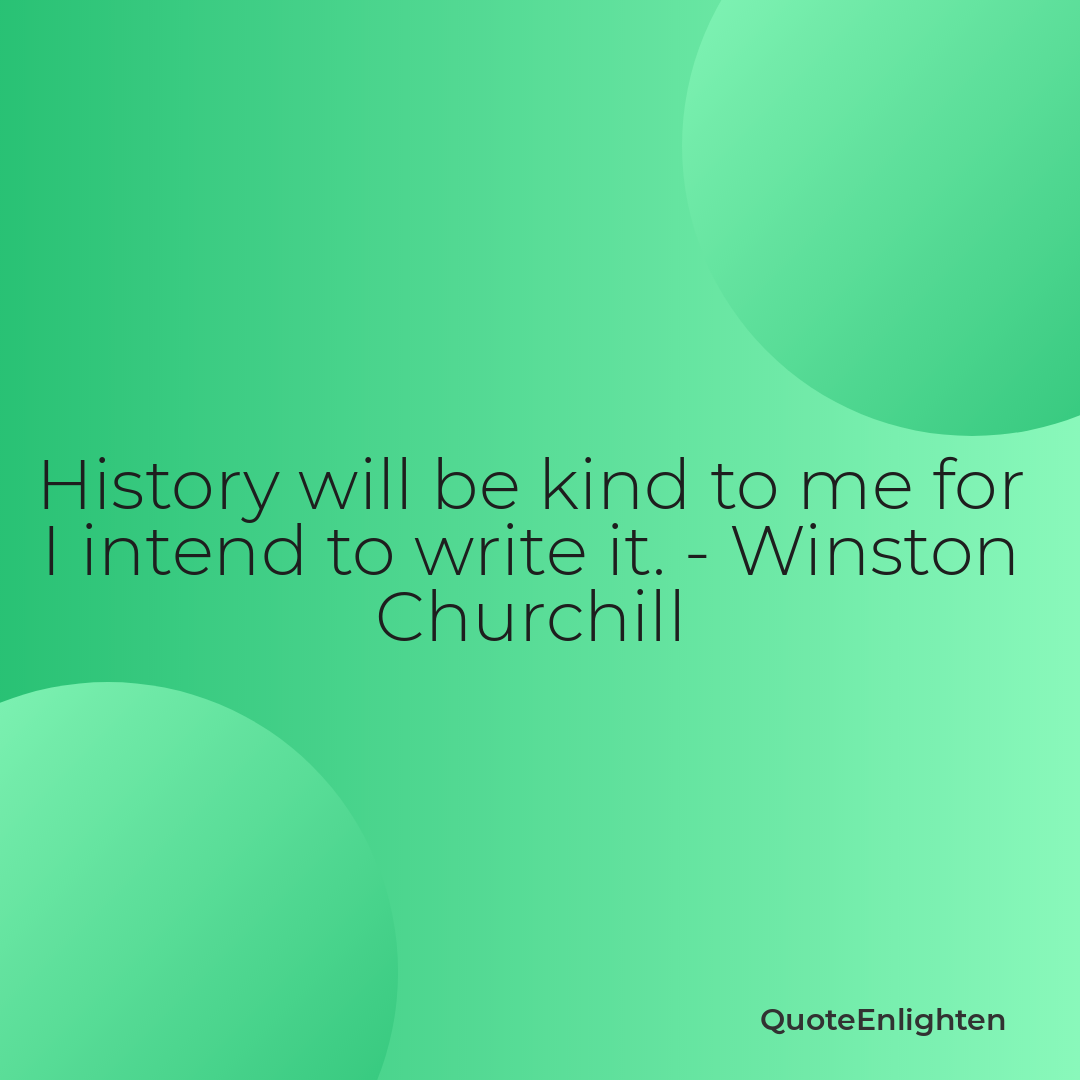 History will be kind to me for
I intend to write it. - Winston
Churchill
QuoteEnlighten